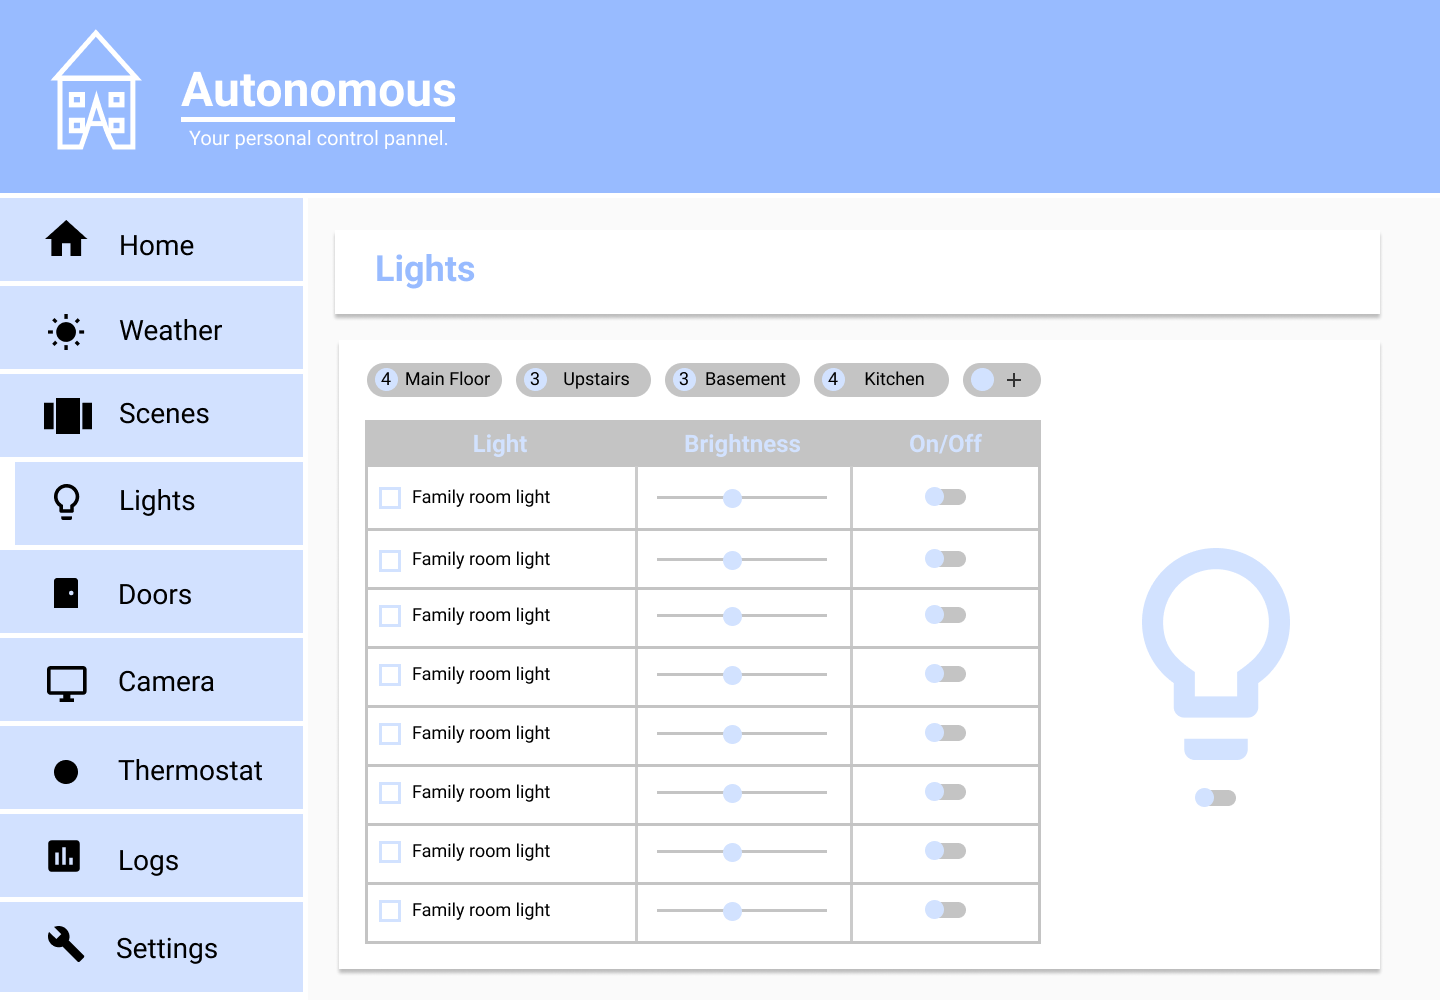 Autonomous
Your personal control pannel.
Home
Weather
Scenes
Lights
Doors
Camera
Thermostat
Logs
Settings
Lights
4 Main Floor 3 Upstairs 3 Basement 4 Kitchen +
Light Brightness On/Off
Family room light
Family room light
Family room light
Family room light
Family room light
Family room light
Family room light
Family room light